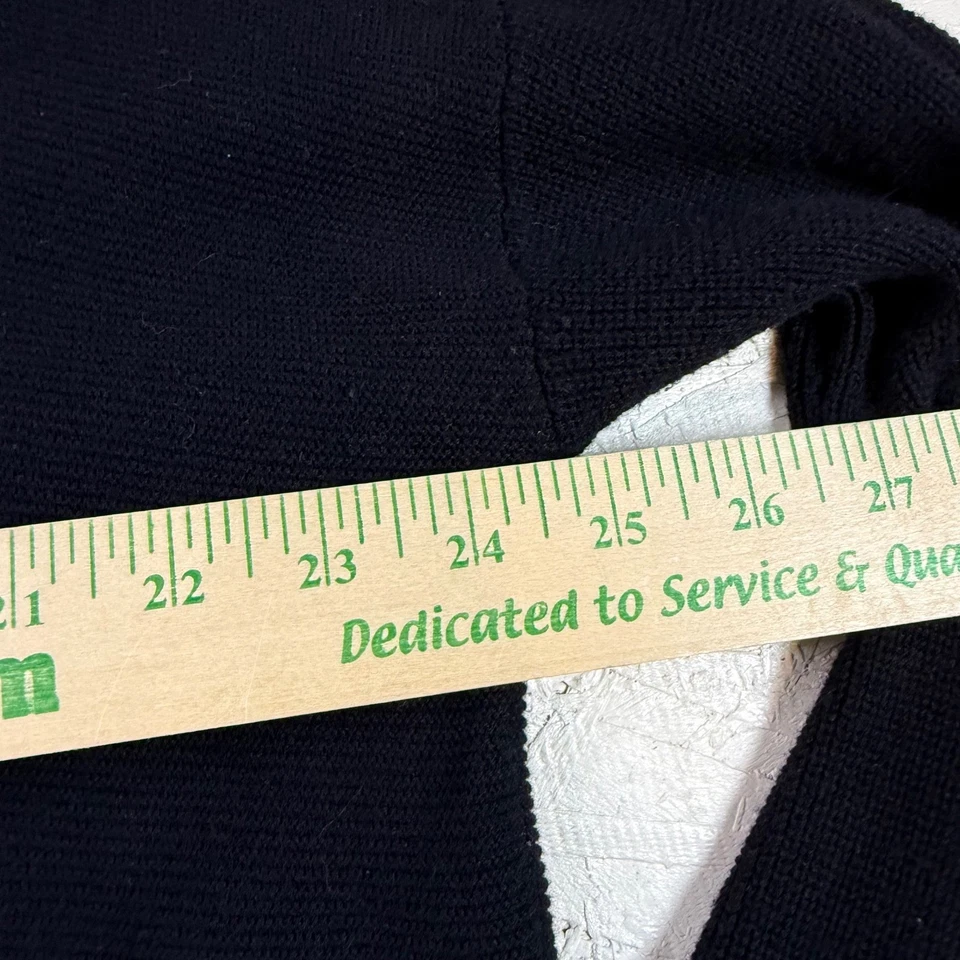 21 22 23 24 25 26 27
Dedicated to Service & Qua
m